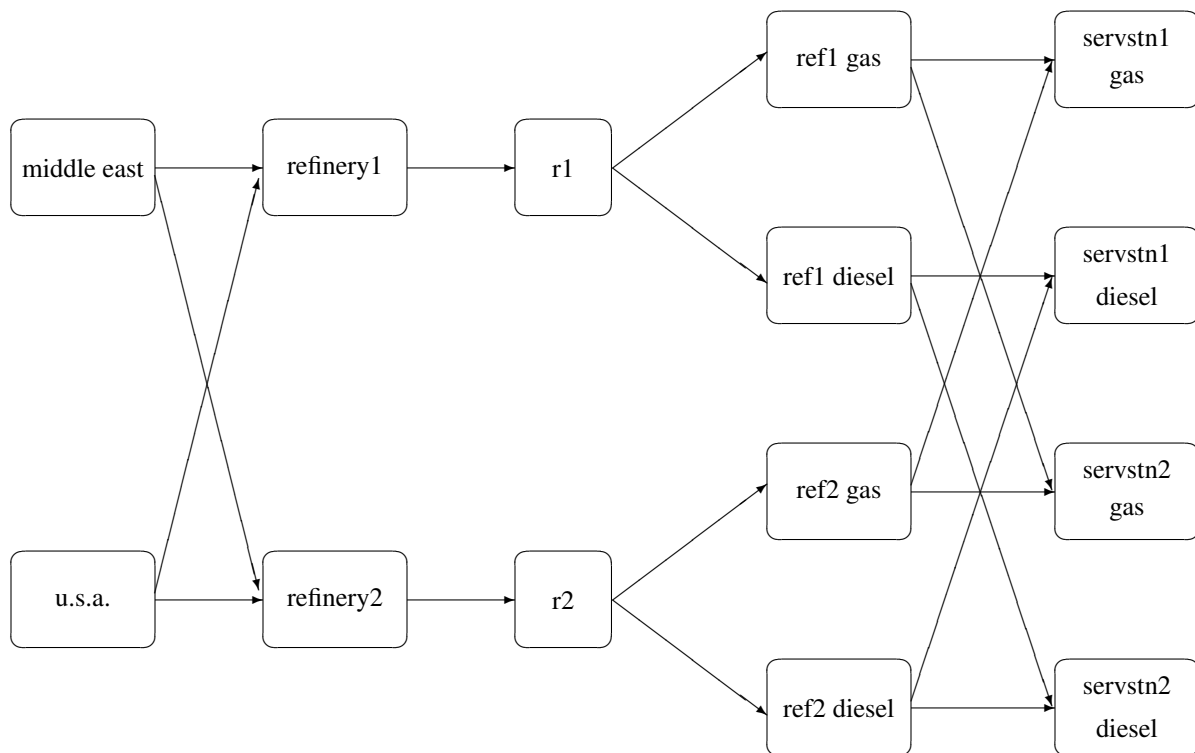 ref1 gas
servstn1
gas
middle east
refinery1
r1
ref1 diesel
servstn1
diesel
ref2 gas
servstn2
gas
u.s.a.
refinery2
r2
ref2 diesel
servstn2
diesel